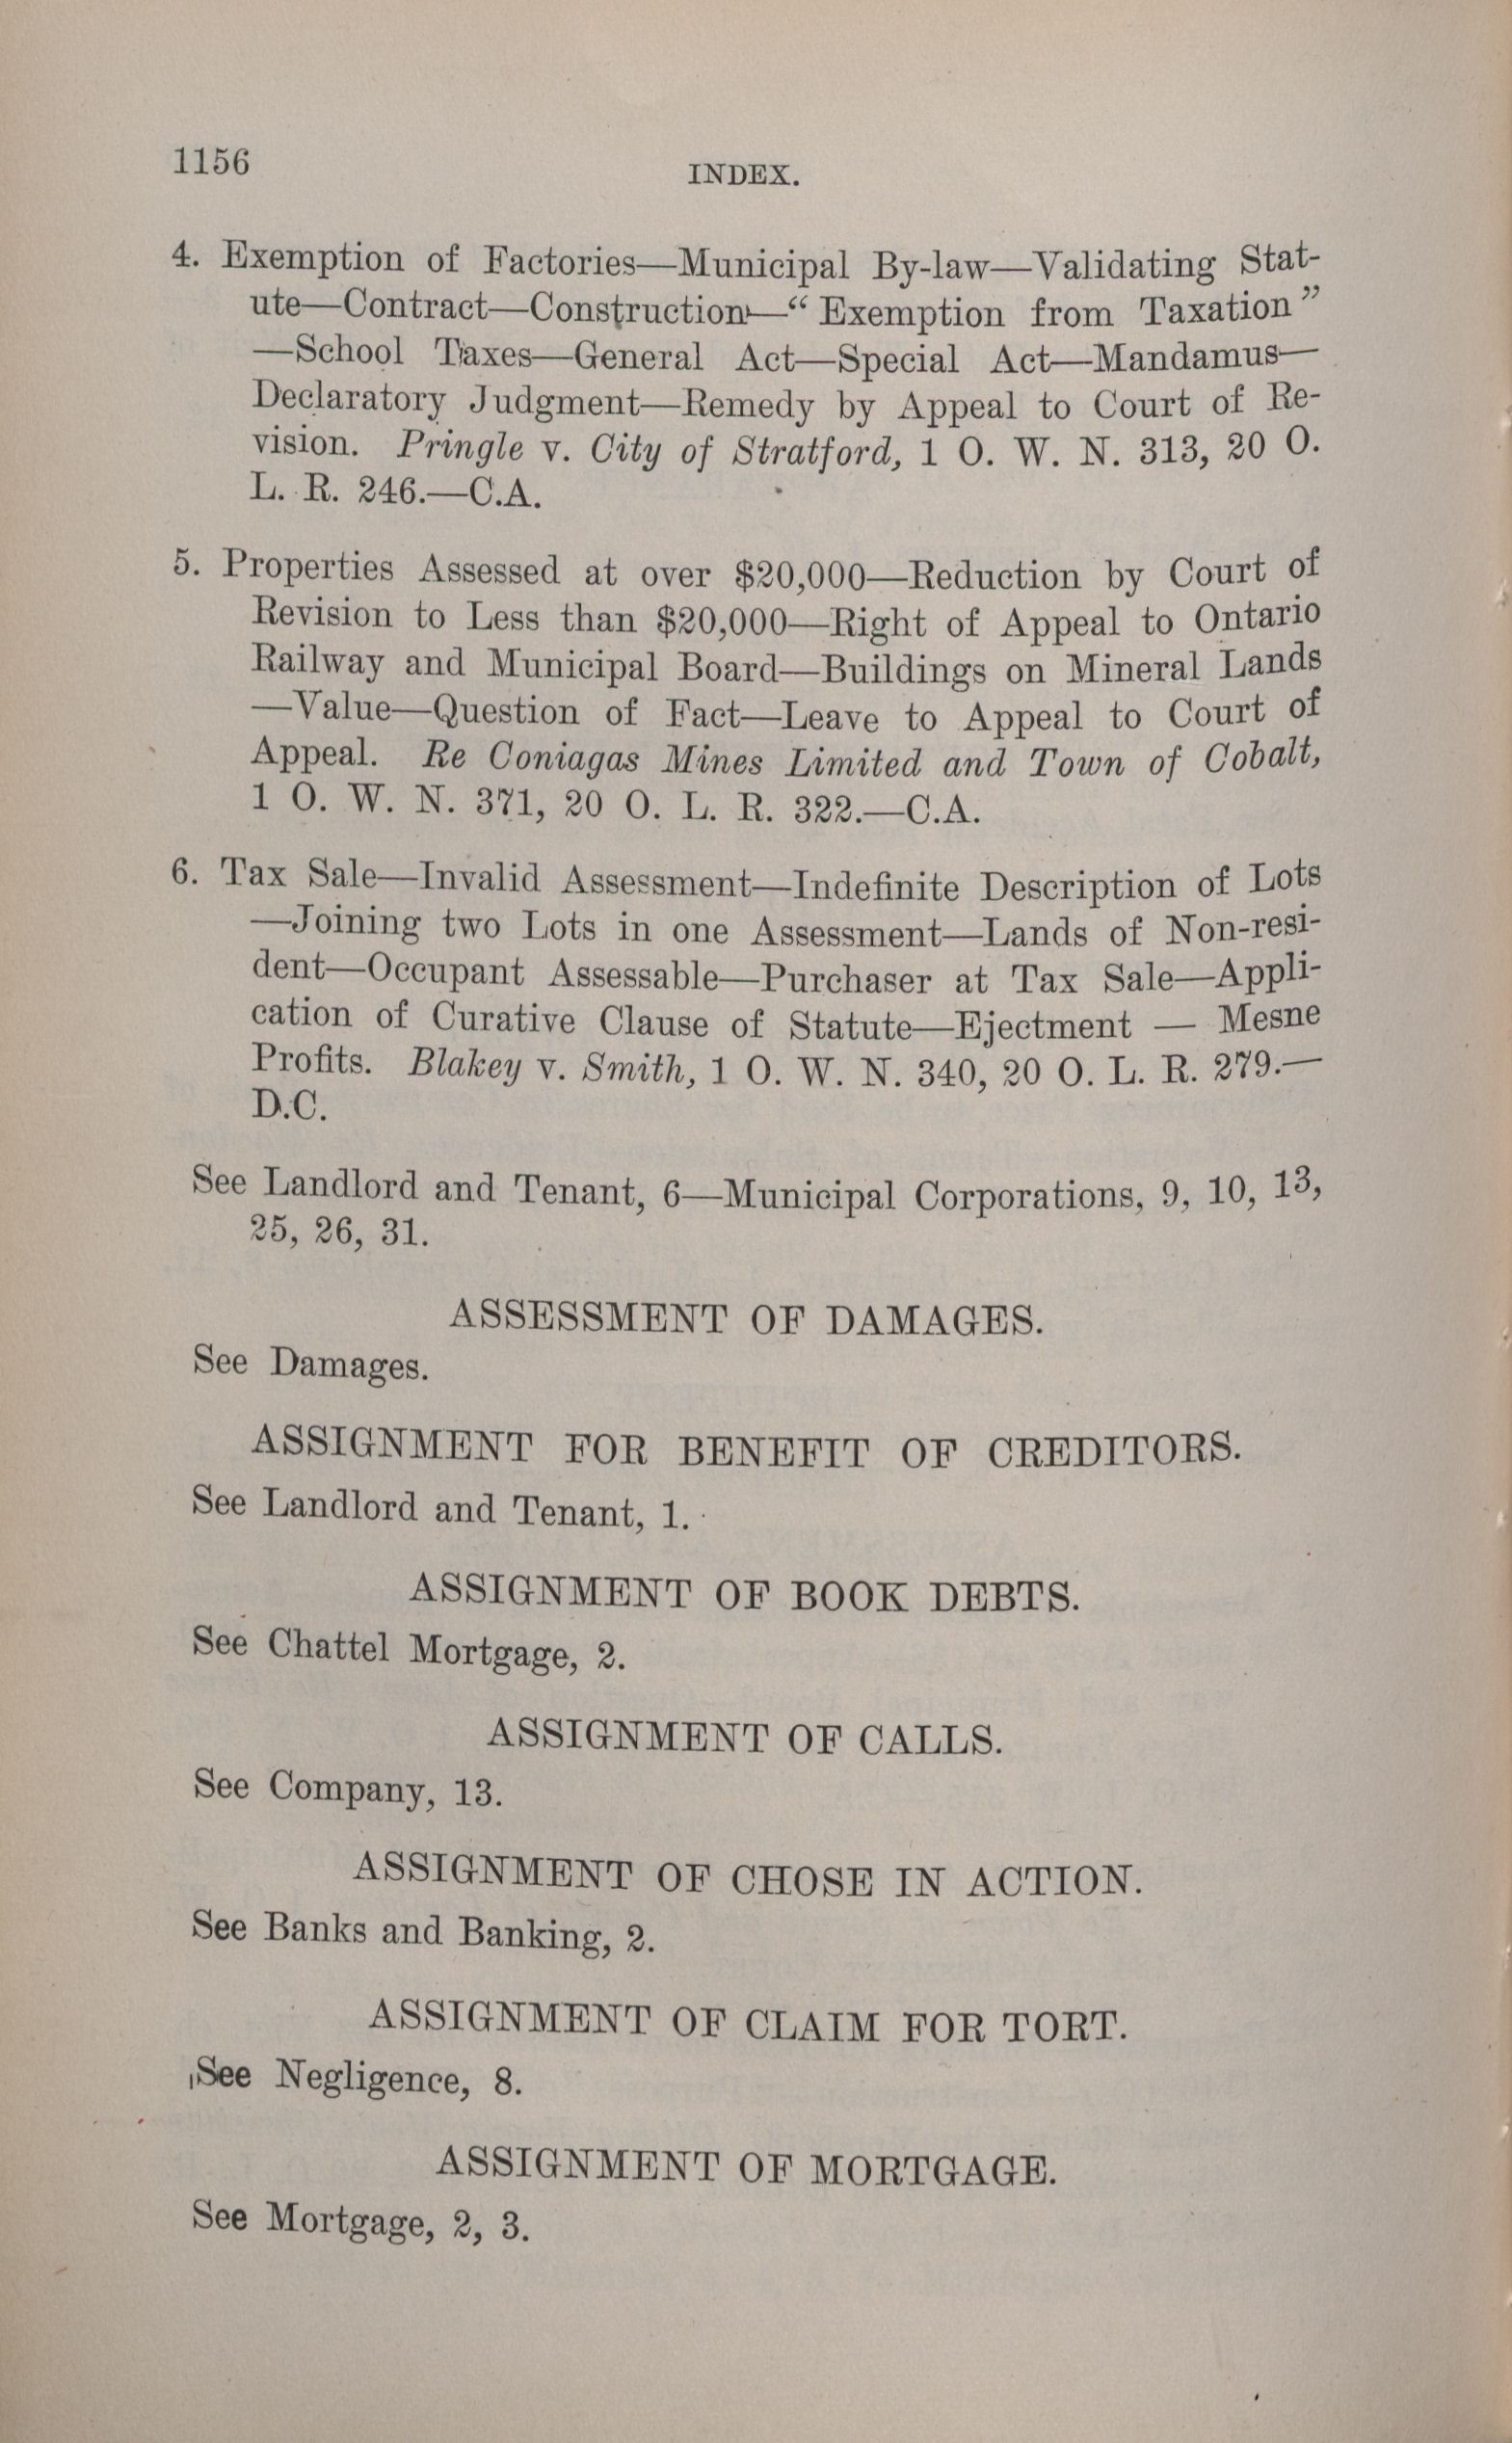 1156
INDEX.
4. Exemption of Factories—Municipal By-law—Validating Stat-
ute—Contract—Construction—“Exemption from Taxation”
—School Taxes—General Act—Special Act—Mandamus—
Declaratory Judgment—Remedy by Appeal to Court of Re-
vision. Pringle v. City of Stratford, 1 O. W. N. 313, 20 O.
L. R. 246.—C.A.
5. Properties Assessed at over $20,000—Reduction by Court of
Revision to Less than $20,000—Right of Appeal to Ontario
Railway and Municipal Board—Buildings on Mineral Lands
—Value—Question of Fact—Leave to Appeal to Court of
Appeal. Re Coniagas Mines Limited and Town of Cobalt,
1 O. W. N. 371, 20 O. L. R. 322.—C.A.
6. Tax Sale—Invalid Assessment—Indefinite Description of Lots
—Joining two Lots in one Assessment—Lands of Non-resi-
dent—Occupant Assessable—Purchaser at Tax Sale—Appli-
cation of Curative Clause of Statute—Ejectment — Mesne
Profits. Blakey v. Smith, 1 O. W. N. 340, 20 O. L. R. 279.—
D.C.
See Landlord and Tenant, 6—Municipal Corporations, 9, 10, 13,
25, 26, 31.
ASSESSMENT OF DAMAGES.
See Damages.
ASSIGNMENT FOR BENEFIT OF CREDITORS.
See Landlord and Tenant, 1.
ASSIGNMENT OF BOOK DEBTS.
See Chattel Mortgage, 2.
ASSIGNMENT OF CALLS.
See Company, 13.
ASSIGNMENT OF CHOSE IN ACTION.
See Banks and Banking, 2.
ASSIGNMENT OF CLAIM FOR TORT.
See Negligence, 8.
ASSIGNMENT OF MORTGAGE.
See Mortgage, 2, 3.